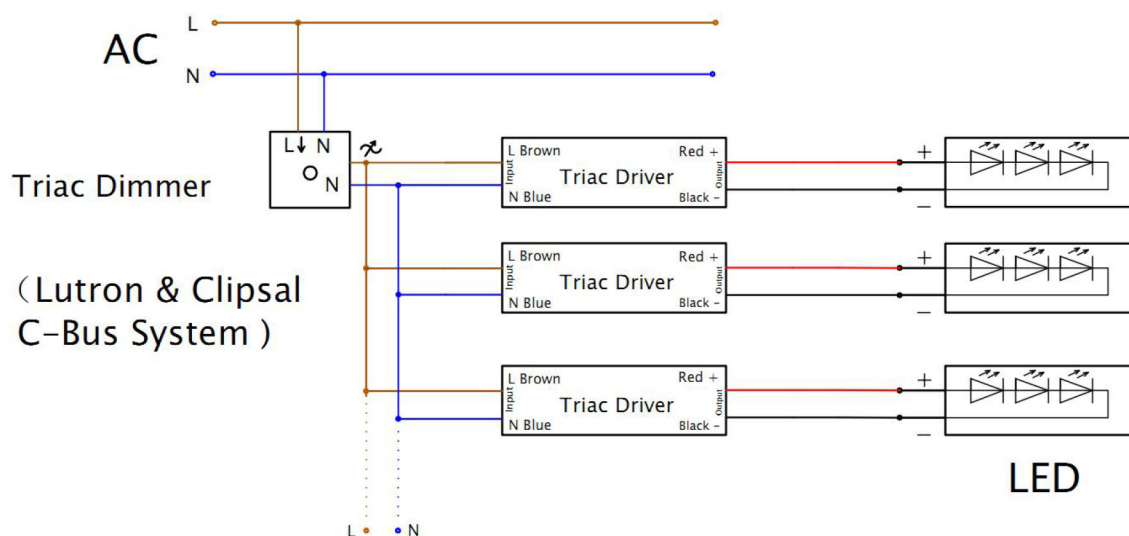 L
AC
N
L N
N
Triac Dimmer
（Lutron & Clipsal
C-Bus System )
L Brown
Input
N Blue
Triac Driver
Red +
Output
Black -
+
−
L Brown
Input
N Blue
Triac Driver
Red +
Output
Black -
+
−
L Brown
Input
N Blue
Triac Driver
Red +
Output
Black -
+
−
LED
L
N